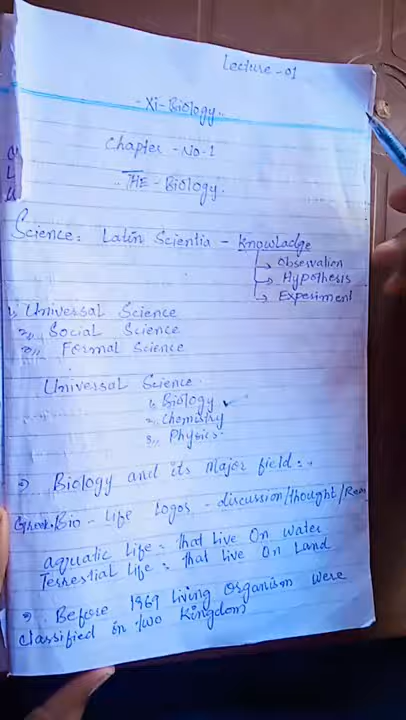 Lecture - 01
- Xi - Biology.
Chapter - No - 1
THE - Biology.
Science: Latin Scientia - Knowladge
Observation
Hypothesis
Experiment
1, Universal Science
2,, Social Science
3,,, Formal Science
Universal Science
1, Biology ✓
2, Chemistry
3, Physics
Biology and its Major field :
Greek. Bio - Life Logos - discussion/thought/
aquatic Life : that Live On Water
Terrestial Life : that Live On Land
Before 1969 Living Organism were
classified in two Kingdom